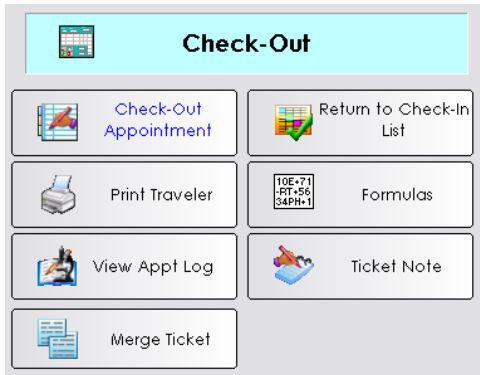 Check-Out
Check-Out
Appointment
Return to Check-In
List
Print Traveler
10E+71
-RT+56
34PH+1
Formulas
View Appt Log
Ticket Note
Merge Ticket